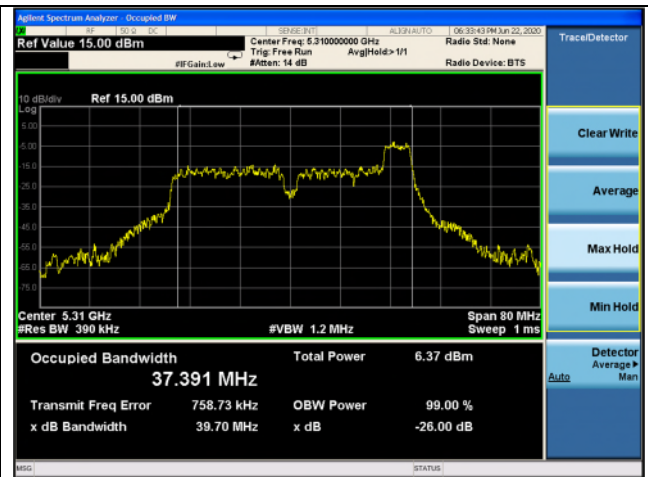 Agilent Spectrum Analyzer - Occupied BW
RF 50 Ω DC SENSE:INT ALIGN AUTO 06:33:43 PM Jun 22, 2020
Ref Value 15.00 dBm
Center Freq: 5.310000000 GHz Radio Std: None
Trig: Free Run Avg|Hold:>1/1
#IFGain:Low #Atten: 14 dB Radio Device: BTS
Trace/Detector
10 dB/div Ref 15.00 dBm
Log
5.00
-5.00
-15.0
-25.0
-35.0
-45.0
-55.0
-65.0
-75.0
Center 5.31 GHz Span 80 MHz
#Res BW 390 kHz #VBW 1.2 MHz Sweep 1 ms
Occupied Bandwidth Total Power 6.37 dBm
37.391 MHz
Transmit Freq Error 758.73 kHz OBW Power 99.00 %
x dB Bandwidth 39.70 MHz x dB -26.00 dB
Clear Write
Average
Max Hold
Min Hold
Detector
Average▶
Auto Man
MSG STATUS